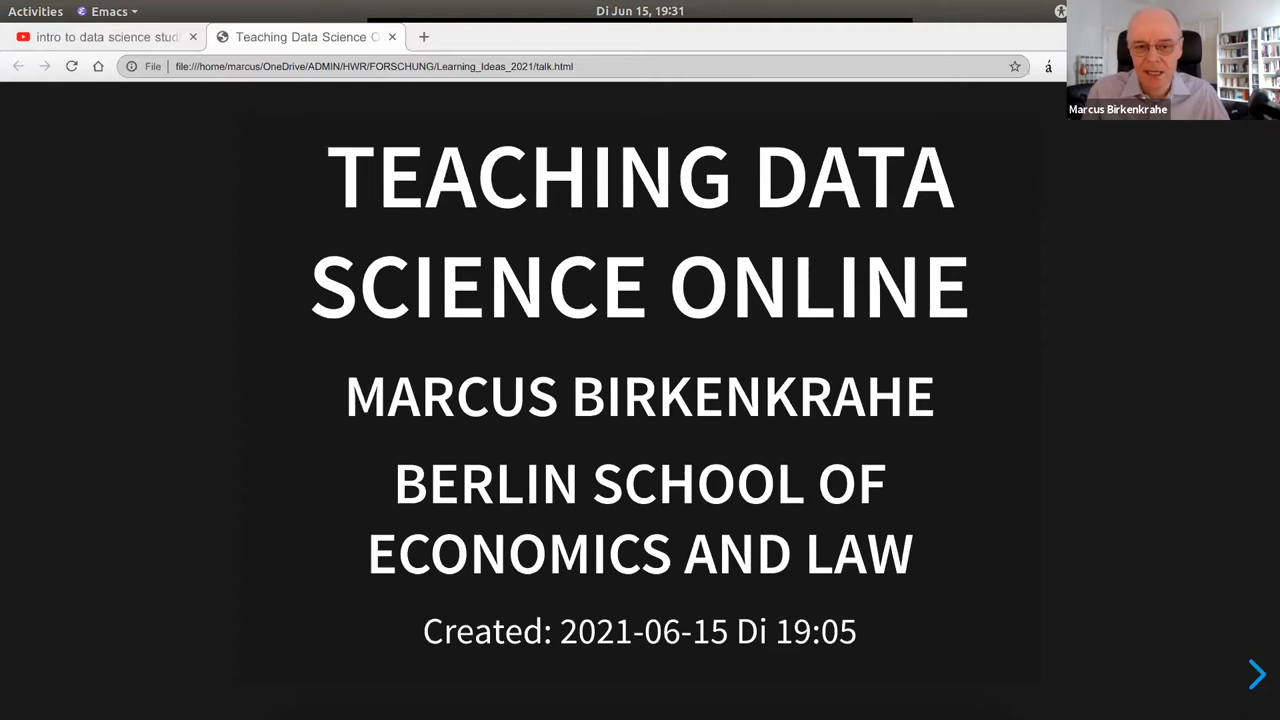 Activities Emacs Di Jun 15, 19:31
intro to data science stud Teaching Data Science O
File file:///home/marcus/OneDrive/ADMIN/HWR/FORSCHUNG/Learning_Ideas_2021/talk.html á
Marcus Birkenkrahe
TEACHING DATA
SCIENCE ONLINE
MARCUS BIRKENKRAHE
BERLIN SCHOOL OF
ECONOMICS AND LAW
Created: 2021-06-15 Di 19:05